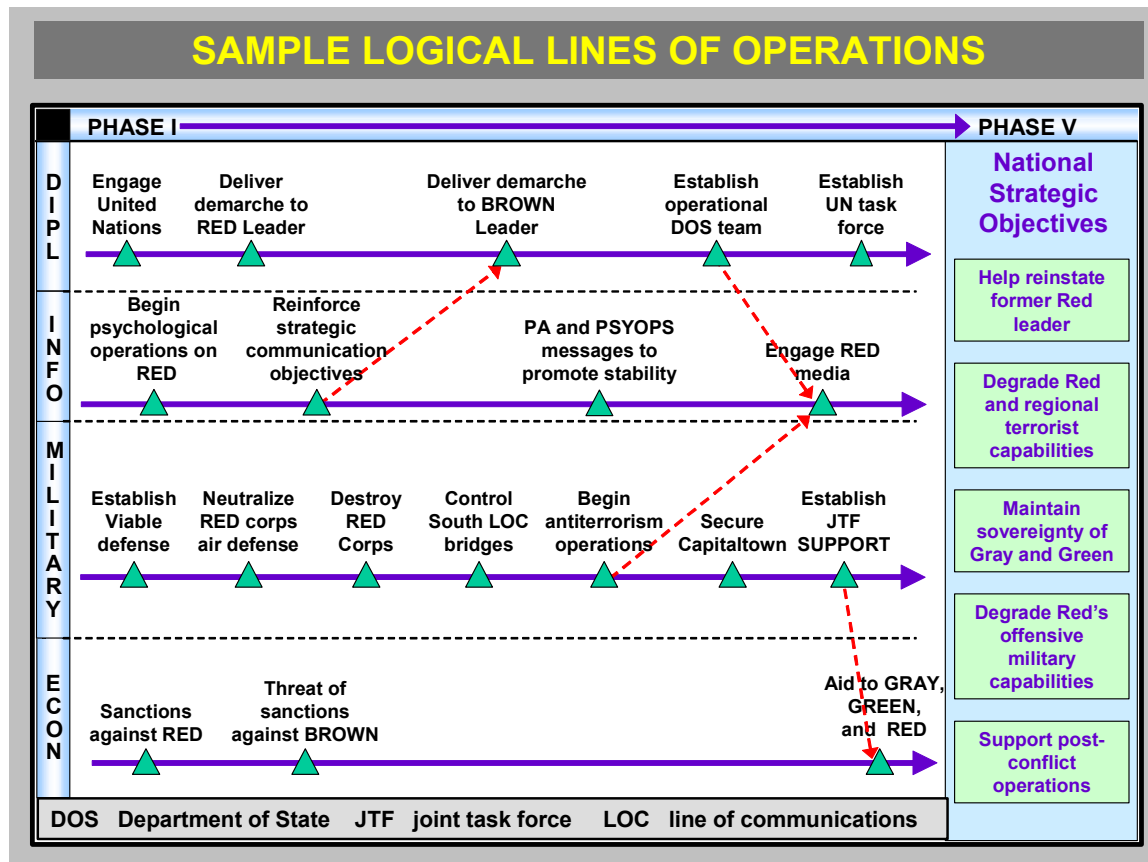 SAMPLE LOGICAL LINES OF OPERATIONS
PHASE I
PHASE V
DIPL
Engage
United
Nations
Deliver
demarche to
RED Leader
Deliver demarche
to BROWN
Leader
Establish
operational
DOS team
Establish
UN task
force
INFO
Begin
psychological
operations on
RED
Reinforce
strategic
communication
objectives
PA and PSYOPS
messages to
promote stability
Engage RED
media
MILITARY
Establish
Viable
defense
Neutralize
RED corps
air defense
Destroy
RED
Corps
Control
South LOC
bridges
Begin
antiterrorism
operations
Secure
Capitaltown
Establish
JTF
SUPPORT
ECON
Sanctions
against RED
Threat of
sanctions
against BROWN
Aid to GRAY,
GREEN,
and RED
National
Strategic
Objectives
Help reinstate
former Red
leader
Degrade Red
and regional
terrorist
capabilities
Maintain
sovereignty of
Gray and Green
Degrade Red's
offensive
military
capabilities
Support post-
conflict
operations
DOS Department of State JTF joint task force LOC line of communications